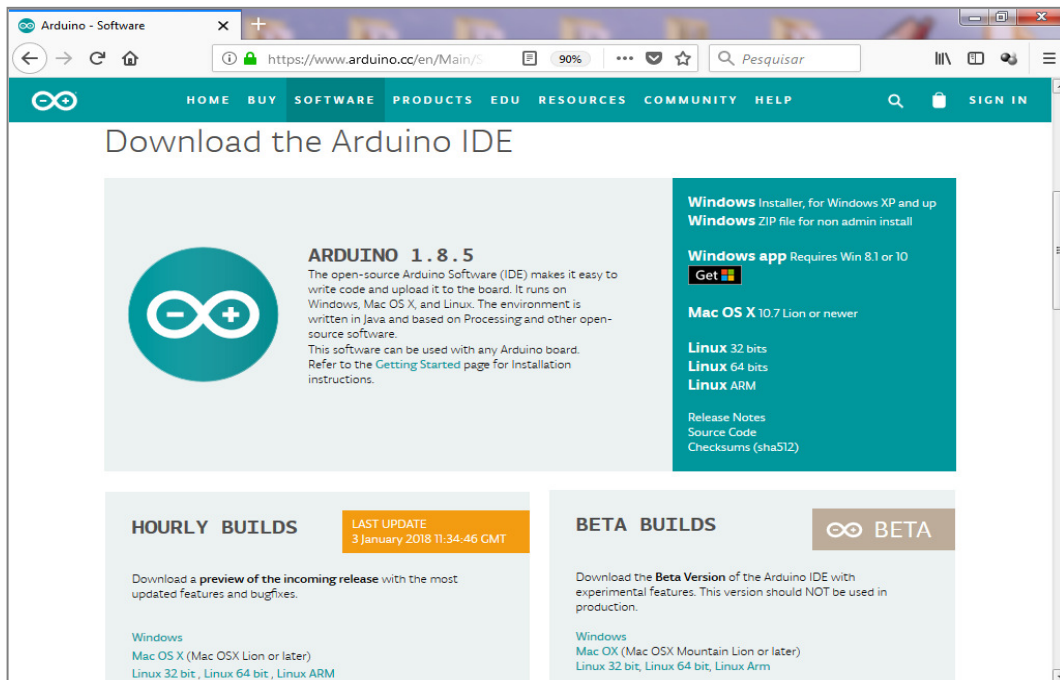 Arduino - Software
https://www.arduino.cc/en/Main/S
90%
Pesquisar
HOME BUY SOFTWARE PRODUCTS EDU RESOURCES COMMUNITY HELP SIGN IN
Download the Arduino IDE
ARDUINO 1.8.5
The open-source Arduino Software (IDE) makes it easy to
write code and upload it to the board. It runs on
Windows, Mac OS X, and Linux. The environment is
written in Java and based on Processing and other open-
source software.
This software can be used with any Arduino board.
Refer to the Getting Started page for Installation
instructions.
Windows Installer, for Windows XP and up
Windows ZIP file for non admin install
Windows app Requires Win 8.1 or 10
Get
Mac OS X 10.7 Lion or newer
Linux 32 bits
Linux 64 bits
Linux ARM
Release Notes
Source Code
Checksums (sha512)
HOURLY BUILDS
LAST UPDATE
3 January 2018 11:34:46 GMT
Download a preview of the incoming release with the most
updated features and bugfixes.
Windows
Mac OS X (Mac OSX Lion or later)
Linux 32 bit , Linux 64 bit , Linux ARM
BETA BUILDS
BETA
Download the Beta Version of the Arduino IDE with
experimental features. This version should NOT be used in
production.
Windows
Mac OX (Mac OSX Mountain Lion or later)
Linux 32 bit, Linux 64 bit, Linux Arm